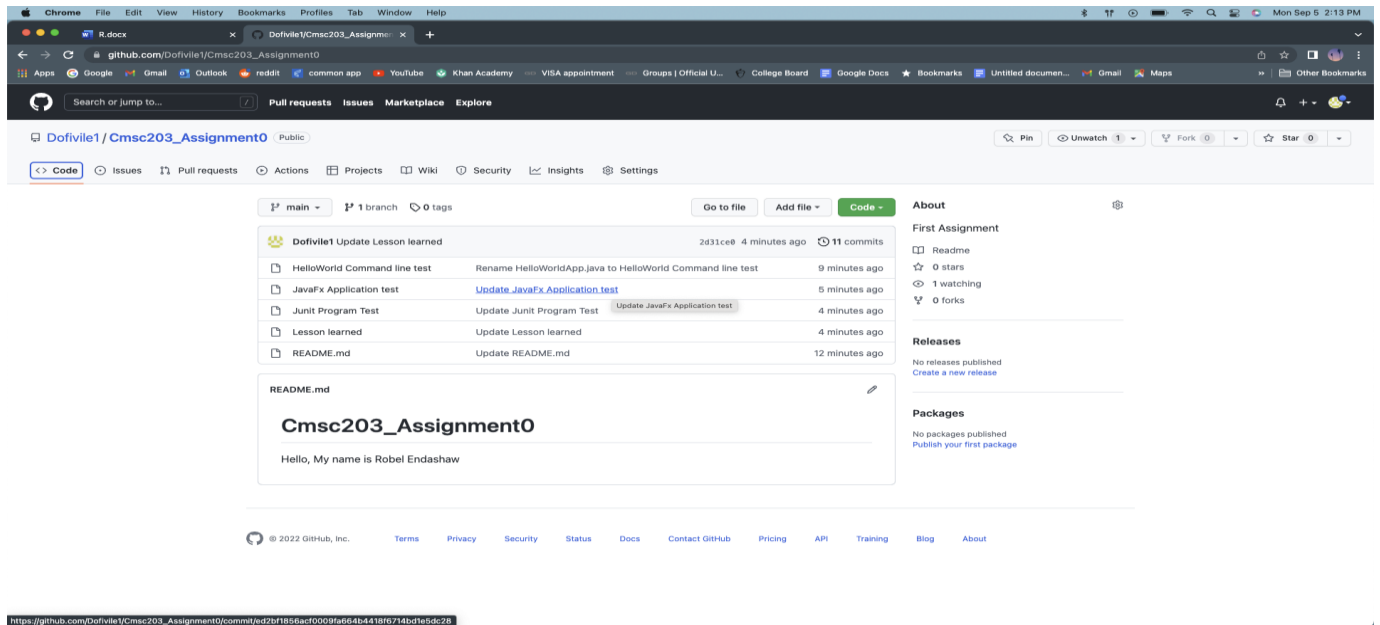 Chrome File Edit View History Bookmarks Profiles Tab Window Help Mon Sep 5 2:13 PM
R.docx × Dofivile1/Cmsc203_Assignmen × +
github.com/Dofivile1/Cmsc203_Assignment0
Apps Google Gmail Outlook reddit common app YouTube Khan Academy VISA appointment Groups | Official U... College Board Google Docs Bookmarks Untitled documen... Gmail Maps » Other Bookmarks
Search or jump to... / Pull requests Issues Marketplace Explore
Dofivile1 / Cmsc203_Assignment0 Public Pin Unwatch 1 Fork 0 Star 0
<> Code Issues Pull requests Actions Projects Wiki Security Insights Settings
main 1 branch 0 tags Go to file Add file Code
Dofivile1 Update Lesson learned 2d31ce0 4 minutes ago 11 commits
HelloWorld Command line test Rename HelloWorldApp.java to HelloWorld Command line test 9 minutes ago
JavaFx Application test Update JavaFx Application test 5 minutes ago
Update JavaFx Application test
Junit Program Test Update Junit Program Test 4 minutes ago
Lesson learned Update Lesson learned 4 minutes ago
README.md Update README.md 12 minutes ago
README.md
Cmsc203_Assignment0
Hello, My name is Robel Endashaw
About
First Assignment
Readme
0 stars
1 watching
0 forks
Releases
No releases published
Create a new release
Packages
No packages published
Publish your first package
© 2022 GitHub, Inc. Terms Privacy Security Status Docs Contact GitHub Pricing API Training Blog About
https://github.com/Dofivile1/Cmsc203_Assignment0/commit/ed2bf1856acf0009fa664b4418f6714bd1e5dc28